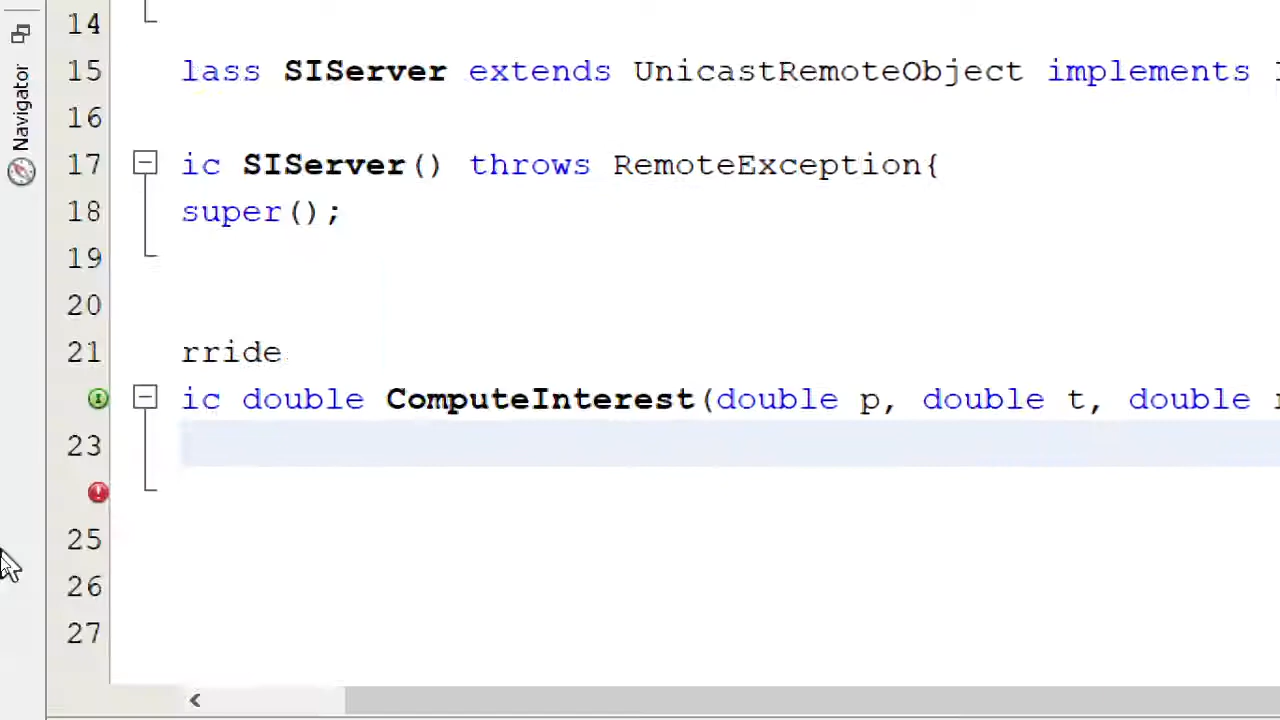 Navigator
14
15 lass SIServer extends UnicastRemoteObject implements
16
17 ic SIServer() throws RemoteException{
18 super();
19
20
21 rride
ic double ComputeInterest(double p, double t, double
23
25
26
27